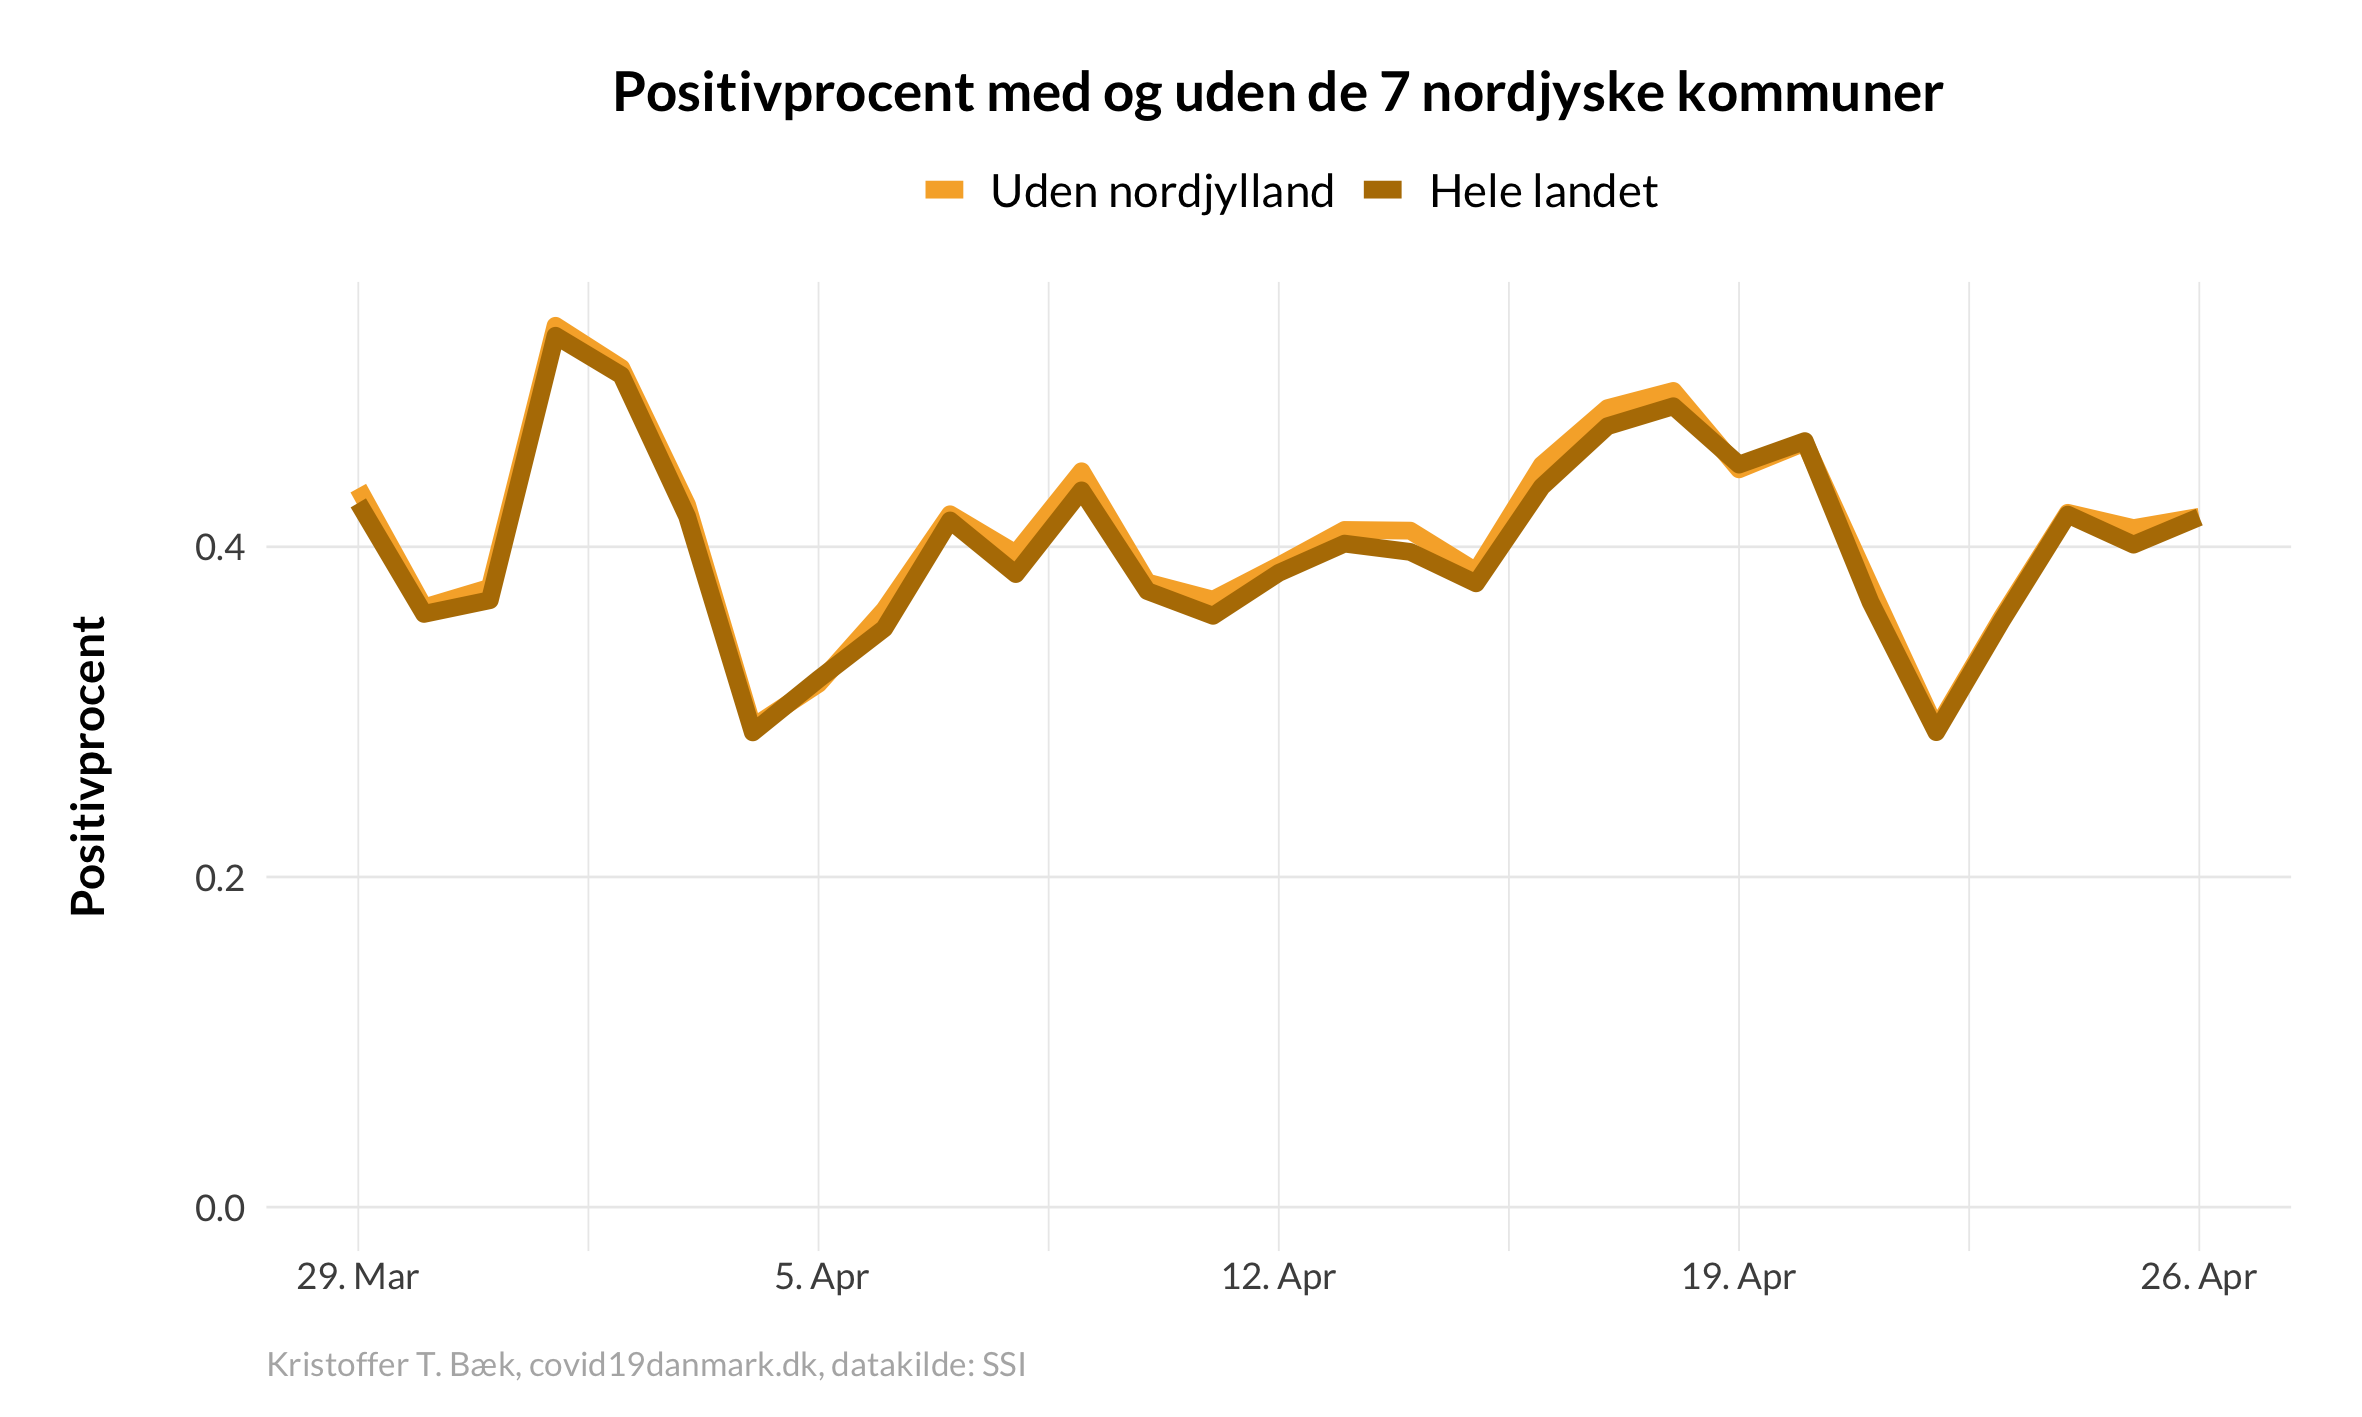 Positivprocent med og uden de 7 nordjyske kommuner
Uden nordjylland Hele landet
Positivprocent
0.4
0.2
0.0
29. Mar 5. Apr 12. Apr 19. Apr 26. Apr
Kristoffer T. Bæk, covid19danmark.dk, datakilde: SSI